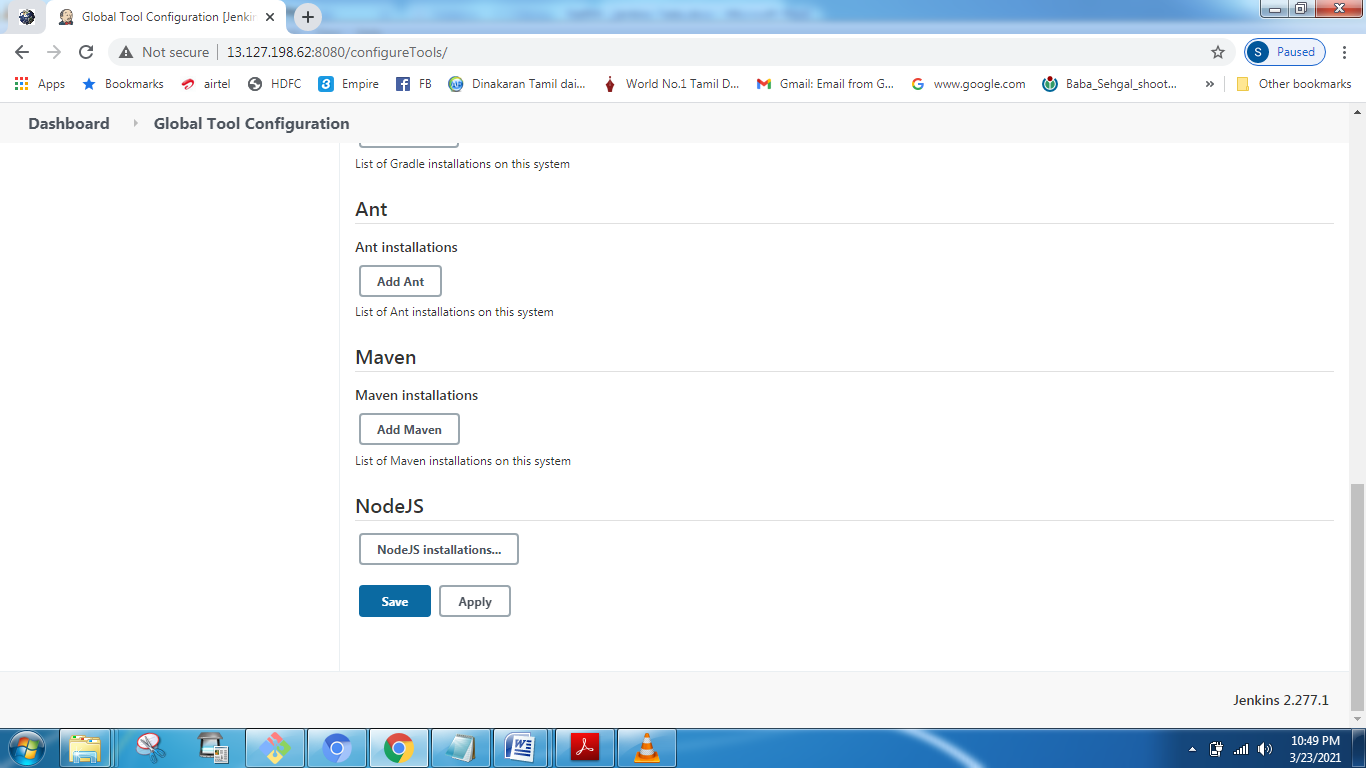 Global Tool Configuration [Jenki
Not secure 13.127.198.62:8080/configureTools/
S Paused
Apps Bookmarks airtel HDFC Empire FB Dinakaran Tamil dai... World No.1 Tamil D... Gmail: Email from G... www.google.com Baba_Sehgal_shoot... » Other bookmarks
Dashboard Global Tool Configuration
List of Gradle installations on this system
Ant
Ant installations
Add Ant
List of Ant installations on this system
Maven
Maven installations
Add Maven
List of Maven installations on this system
NodeJS
NodeJS installations...
Save Apply
Jenkins 2.277.1
10:49 PM
3/23/2021